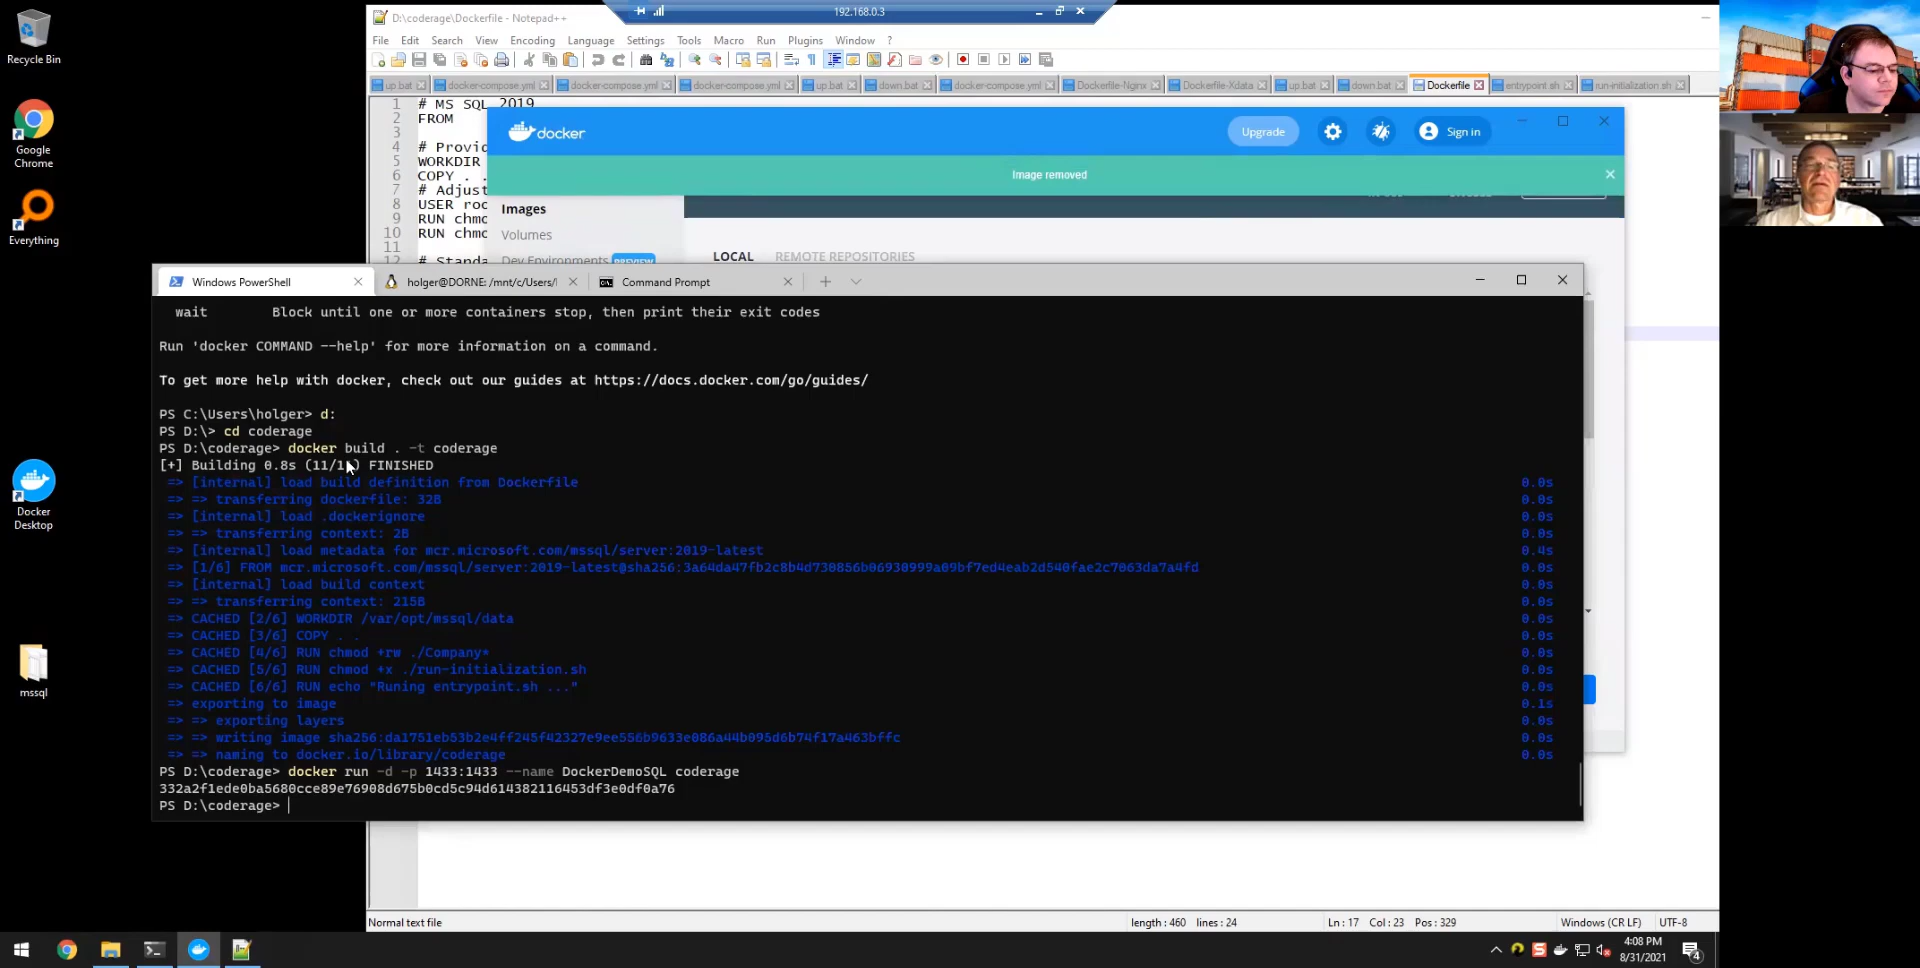 Recycle Bin
Google Chrome
Everything
Docker Desktop
mssql
D:\coderage\Dockerfile - Notepad++
192.168.0.3
File Edit Search View Encoding Language Settings Tools Macro Run Plugins Window ?
up.bat docker-compose.yml docker-compose.yml docker-compose.yml up.bat down.bat docker-compose.yml Dockerfile-Nginx Dockerfile-Xdata up.bat down.bat Dockerfile entrypoint.sh run-initialization.sh
1 # MS SQL 2019
2 FROM
3
4 # Provid
5 WORKDIR
6 COPY . .
7 # Adjust
8 USER roo
9 RUN chmo
10 RUN chmo
11
12 # Standa
docker
Upgrade
Sign in
Image removed
Images
Volumes
Dev Environments PREVIEW
LOCAL REMOTE REPOSITORIES
Windows PowerShell
holger@DORNE: /mnt/c/Users/
Command Prompt
wait Block until one or more containers stop, then print their exit codes
Run 'docker COMMAND --help' for more information on a command.
To get more help with docker, check out our guides at https://docs.docker.com/go/guides/
PS C:\Users\holger> d:
PS D:\> cd coderage
PS D:\coderage> docker build . -t coderage
[+] Building 0.8s (11/1 ) FINISHED
=> [internal] load build definition from Dockerfile 0.0s
=> => transferring dockerfile: 32B 0.0s
=> [internal] load .dockerignore 0.0s
=> => transferring context: 2B 0.0s
=> [internal] load metadata for mcr.microsoft.com/mssql/server:2019-latest 0.4s
=> [1/6] FROM mcr.microsoft.com/mssql/server:2019-latest@sha256:3a64da47fb2c8b4d730856b06930999a09bf7ed4eab2d540fae2c7063da7a4fd 0.0s
=> [internal] load build context 0.0s
=> => transferring context: 215B 0.0s
=> CACHED [2/6] WORKDIR /var/opt/mssql/data 0.0s
=> CACHED [3/6] COPY . . 0.0s
=> CACHED [4/6] RUN chmod +rw ./Company* 0.0s
=> CACHED [5/6] RUN chmod +x ./run-initialization.sh 0.0s
=> CACHED [6/6] RUN echo "Runing entrypoint.sh ..." 0.0s
=> exporting to image 0.1s
=> => exporting layers 0.0s
=> => writing image sha256:da1751eb53b2e4ff245f42327e9ee556b9633e086a44b095d6b74f17a463bffc 0.0s
=> => naming to docker.io/library/coderage 0.0s
PS D:\coderage> docker run -d -p 1433:1433 --name DockerDemoSQL coderage
332a2f1ede0ba5680cce89e76908d675b0cd5c94d614382116453df3e0df0a76
PS D:\coderage>
Normal text file
length : 460 lines : 24
Ln : 17 Col : 23 Pos : 329
Windows (CR LF)
UTF-8
4:08 PM
8/31/2021
4